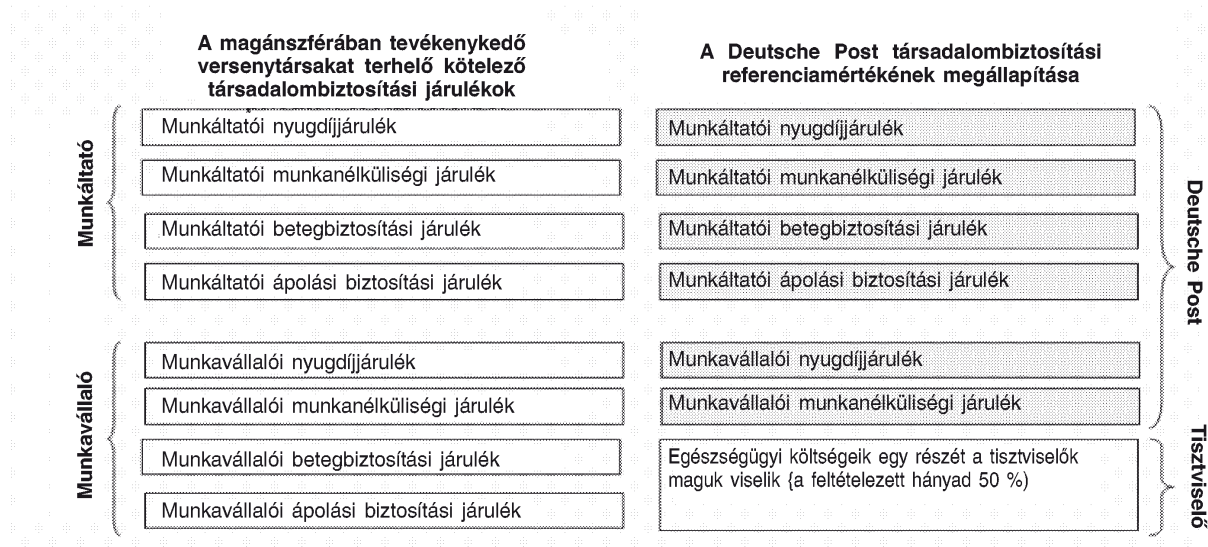 A magánszférában tevékenykedő
versenytársakat terhelő kötelező
társadalombiztosítási járulékok
A Deutsche Post társadalombiztosítási
referenciamértékének megállapítása
Munkáltató
Munkáltatói nyugdíjjárulék
Munkáltatói munkanélküliségi járulék
Munkáltatói betegbiztosítási járulék
Munkáltatói ápolási biztosítási járulék
Munkavállaló
Munkavállalói nyugdíjjárulék
Munkavállalói munkanélküliségi járulék
Munkavállalói betegbiztosítási járulék
Munkavállalói ápolási biztosítási járulék
Munkáltatói nyugdíjjárulék
Munkáltatói munkanélküliségi járulék
Munkáltatói betegbiztosítási járulék
Munkáltatói ápolási biztosítási járulék
Munkavállalói nyugdíjjárulék
Munkavállalói munkanélküliségi járulék
Deutsche Post
Egészségügyi költségeik egy részét a tisztviselők
maguk viselik {a feltételezett hányad 50 %)
Tisztviselő